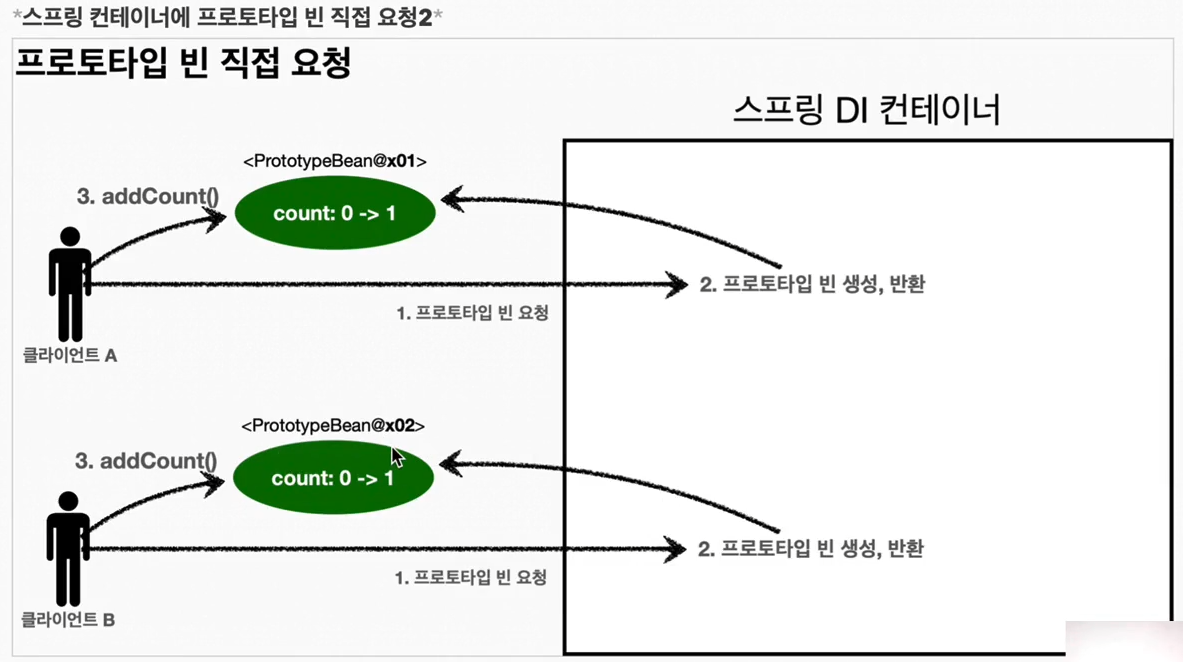 *스프링 컨테이너에 프로토타입 빈 직접 요청2*
프로토타입 빈 직접 요청
스프링 DI 컨테이너
<PrototypeBean@x01>
3. addCount()
count: 0 -> 1
2. 프로토타입 빈 생성, 반환
1. 프로토타입 빈 요청
클라이언트 A
<PrototypeBean@x02>
3. addCount()
count: 0 -> 1
2. 프로토타입 빈 생성, 반환
1. 프로토타입 빈 요청
클라이언트 B